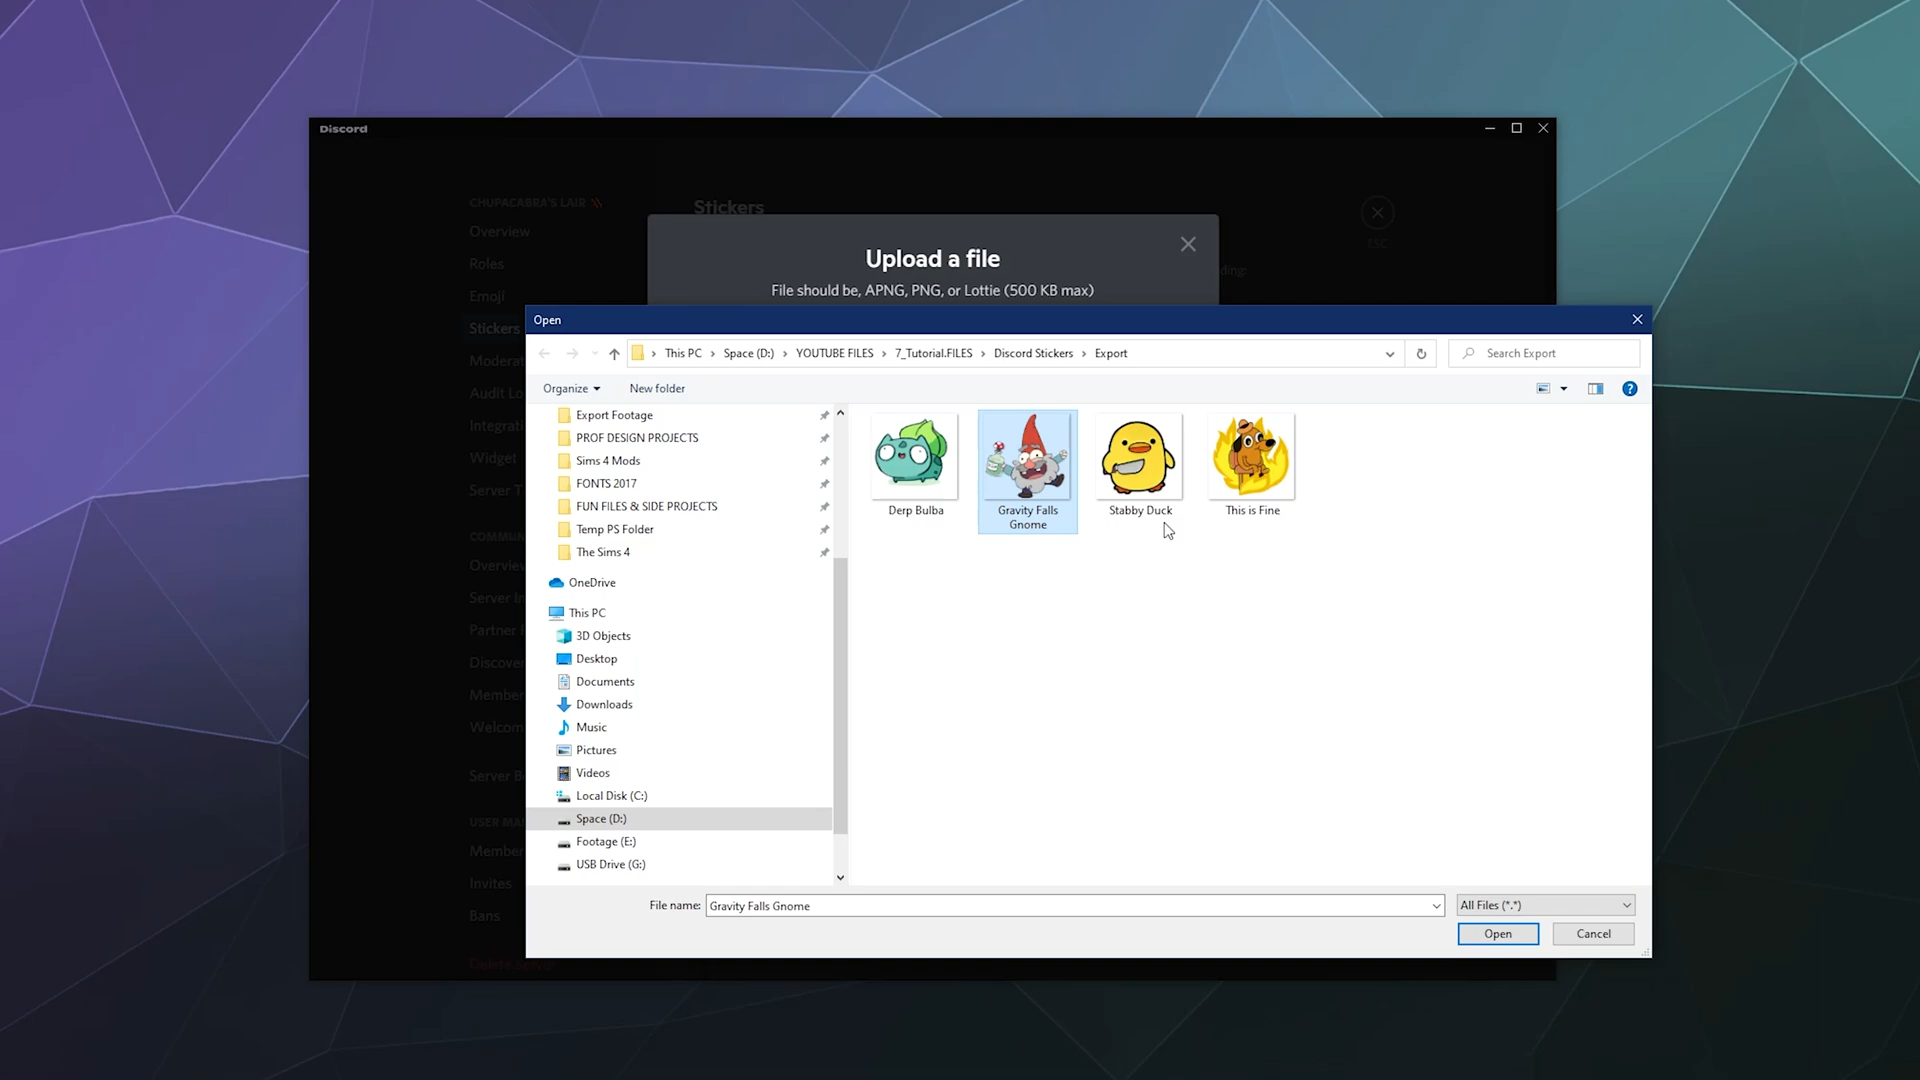 Discord
CHUPACABRA'S LAIR
Overview
Roles
Emoji
Stickers
Moderat
Audit Lo
Integrati
Widget
Server T
COMMUN
Overvie
Server In
Partner
Discove
Member
Welcom
Server B
USER MA
Member
Invites
Bans
Stickers
ESC
Upload a file
File should be, APNG, PNG, or Lottie (500 KB max)
Open
This PC > Space (D:) > YOUTUBE FILES > 7_Tutorial.FILES > Discord Stickers > Export
Search Export
Organize
New folder
Export Footage
PROF DESIGN PROJECTS
Sims 4 Mods
FONTS 2017
FUN FILES & SIDE PROJECTS
Temp PS Folder
The Sims 4
OneDrive
This PC
3D Objects
Desktop
Documents
Downloads
Music
Pictures
Videos
Local Disk (C:)
Space (D:)
Footage (E:)
USB Drive (G:)
Derp Bulba
Gravity Falls
Gnome
Stabby Duck
This is Fine
File name:
Gravity Falls Gnome
All Files (*.*)
Open
Cancel